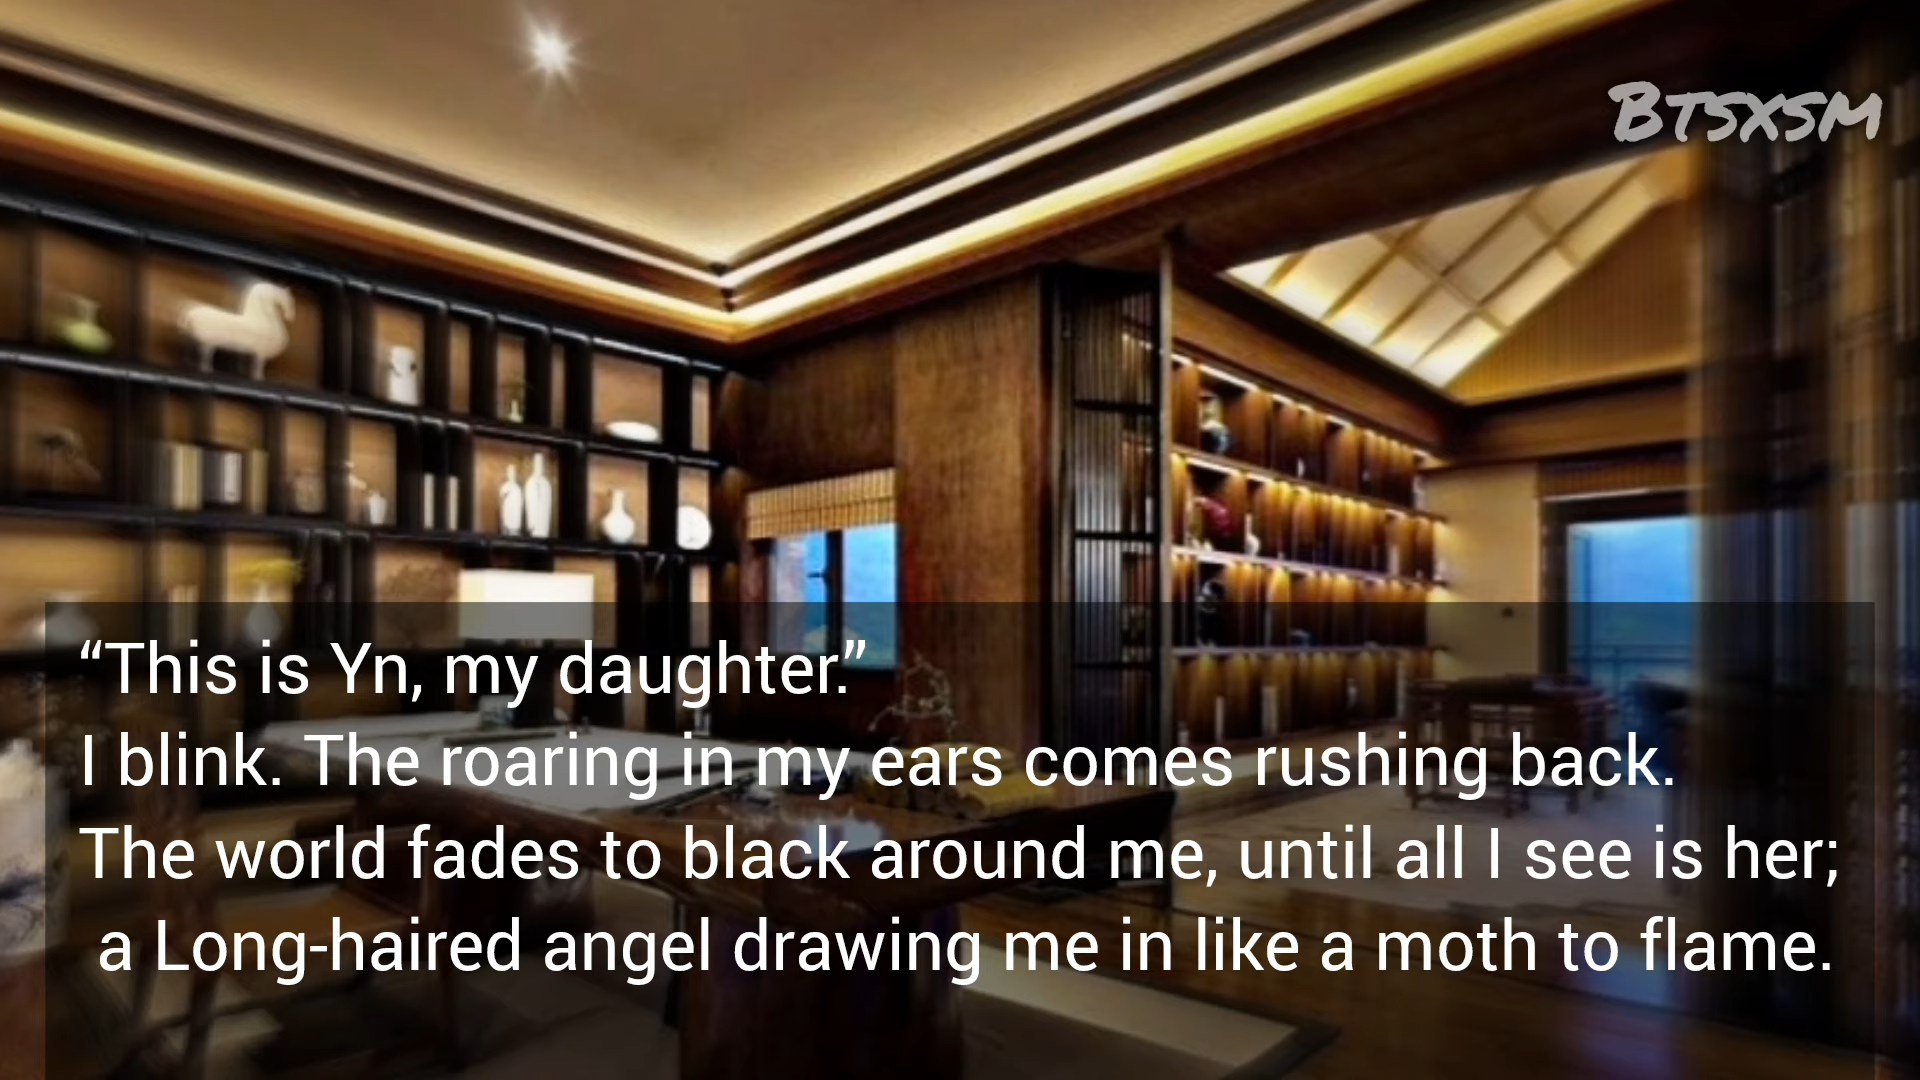 BTSXSM
“This is Yn, my daughter.”
I blink. The roaring in my ears comes rushing back.
The world fades to black around me, until all I see is her;
a Long-haired angel drawing me in like a moth to flame.